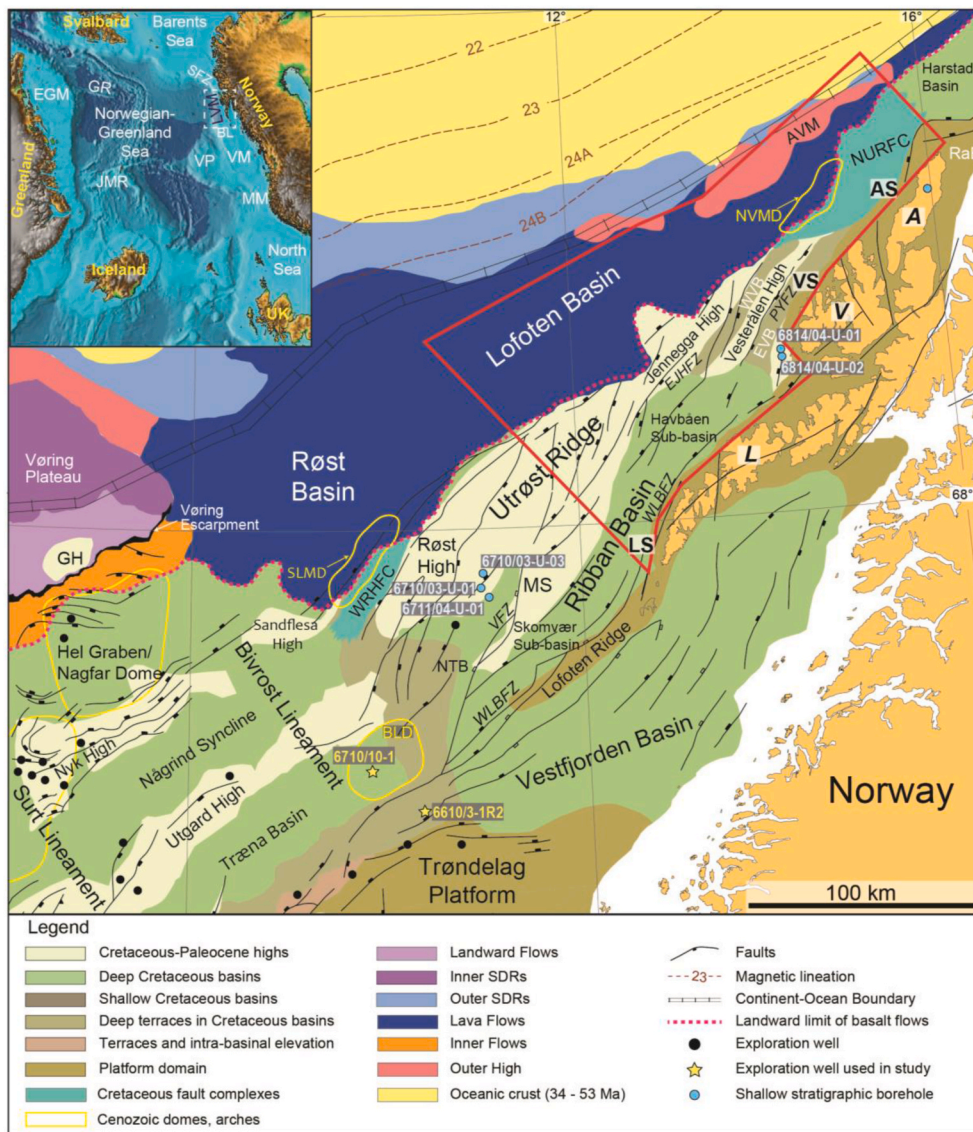 Svalbard
Barents
Sea
SFZ
Norway
EGM
GR
LVM
Norwegian-
Greenland
Sea
BL
VP
VM
JMR
MM
Greenland
Iceland
North
Sea
UK
12°
16°
22
23
24A
24B
Harstad
Basin
AVM
NURFC
NVMD
AS
A
Lofoten Basin
WVB
VS
V
Vesterålen High
PYFZ
EVB
Jennegga High
EJHFZ
6814/04-U-01
6814/04-U-02
Havbåen
Sub-basin
L
Røst
Basin
Vøring
Plateau
Vøring
Escarpment
GH
Utrøst Ridge
WLBFZ
Ribban Basin
68°
LS
SLMD
WRHFC
Røst
High
6710/03-U-03
6710/03-U-01
6711/04-U-01
MS
VFZ
Skomvær
Sub-basin
Sandflesa
High
Hel Graben/
Nagfar Dome
NTB
Lofoten Ridge
WLBFZ
Bivrost Lineament
Någrind Syncline
Nyk High
BLD
6710/10-1
6610/3-1R2
Vestfjorden Basin
Surt Lineament
Utgard High
Træna Basin
Trøndelag
Platform
Norway
100 km
Legend
Cretaceous-Paleocene highs
Deep Cretaceous basins
Shallow Cretaceous basins
Deep terraces in Cretaceous basins
Terraces and intra-basinal elevation
Platform domain
Cretaceous fault complexes
Cenozoic domes, arches
Landward Flows
Inner SDRs
Outer SDRs
Lava Flows
Inner Flows
Outer High
Oceanic crust (34 - 53 Ma)
Faults
23 Magnetic lineation
Continent-Ocean Boundary
Landward limit of basalt flows
Exploration well
Exploration well used in study
Shallow stratigraphic borehole